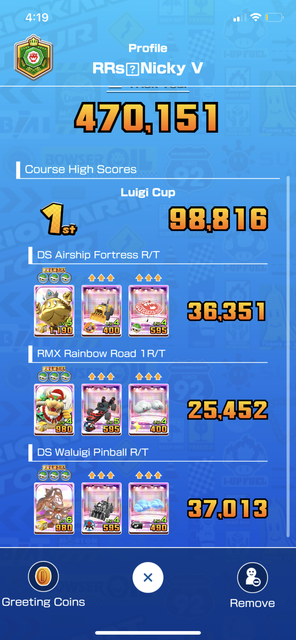 4:19
Profile
RRs⍰Nicky V
470,151
Course High Scores
Luigi Cup
1st
98,816
DS Airship Fortress R/T
1,190
400
595
36,351
RMX Rainbow Road 1R/T
980
595
400
25,452
DS Waluigi Pinball R/T
980
595
490
37,013
Greeting Coins
Remove